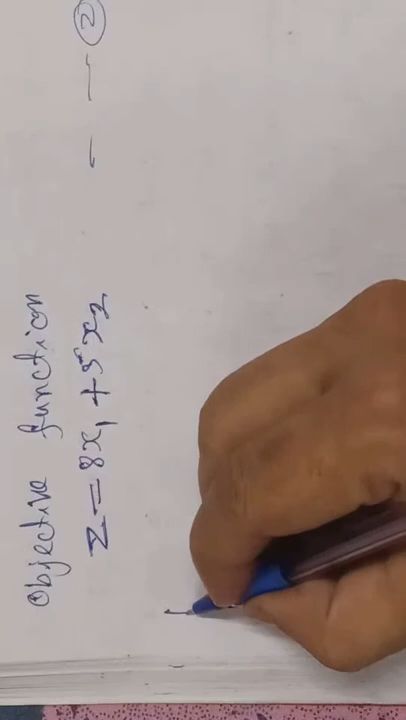 Objective function
Z = 8x₁ + 5x₂ - - ②